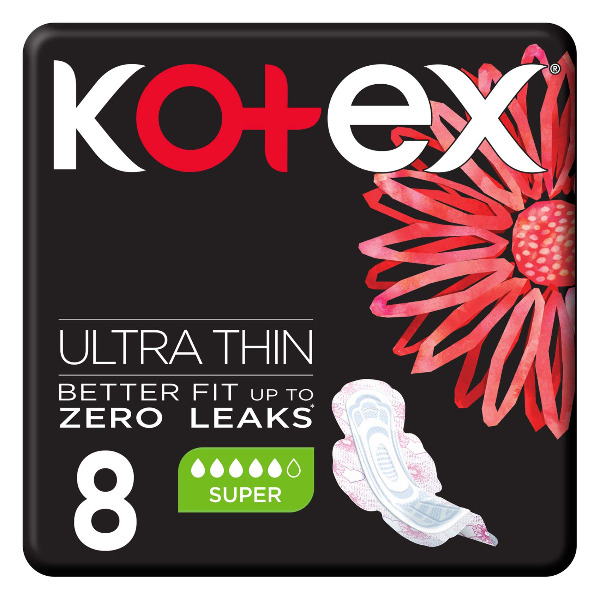 Kotex®
ULTRA THIN
BETTER FIT UP TO
ZERO LEAKS*
8
SUPER